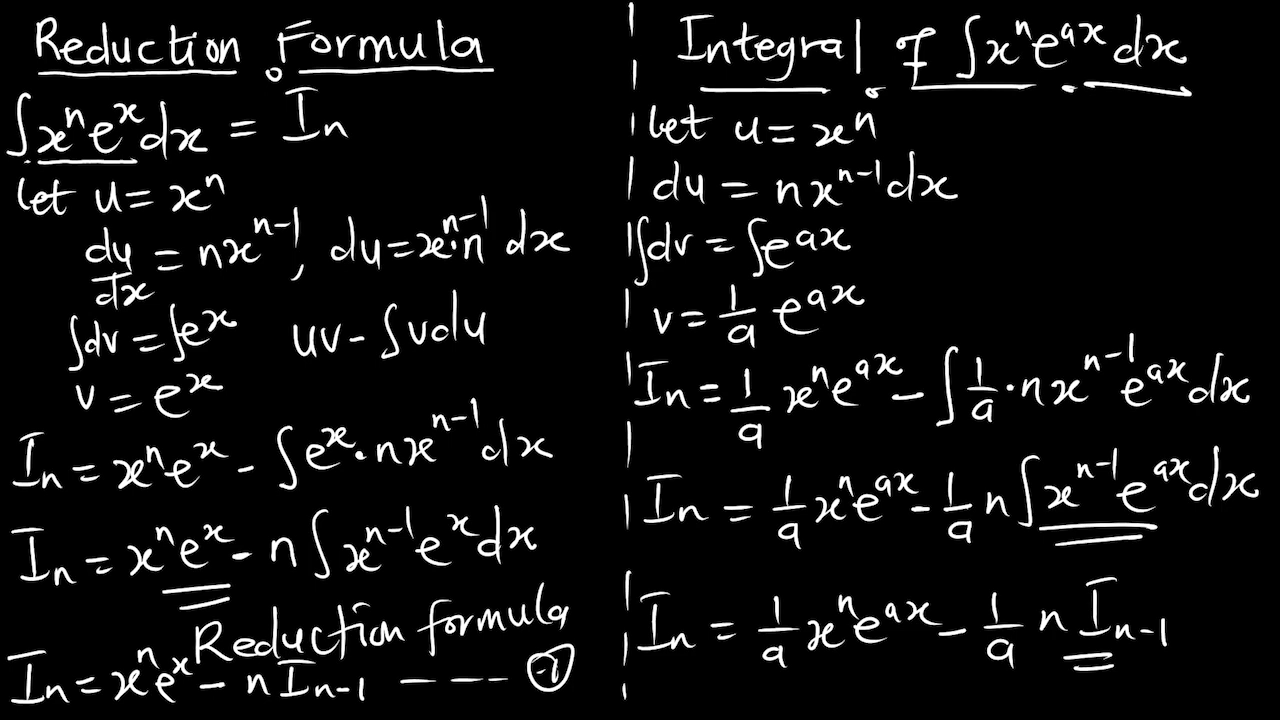 Reduction Formula
∫xⁿeˣdx = Iₙ
let u = xⁿ
du/dx = nxⁿ⁻¹, du = xⁿ⁻¹·n dx
∫dv = ∫eˣ uv - ∫vdu
v = eˣ
Iₙ = xⁿeˣ - ∫eˣ·nxⁿ⁻¹dx
Iₙ = xⁿeˣ - n∫xⁿ⁻¹eˣdx
Reduction formula
Iₙ = xⁿeˣ - nIₙ₋₁ ---- ①
Integral of ∫xⁿeᵃˣdx
let u = xⁿ
du = nxⁿ⁻¹dx
∫dv = ∫eᵃˣ
v = 1/a eᵃˣ
Iₙ = 1/a xⁿeᵃˣ - ∫1/a·nxⁿ⁻¹eᵃˣdx
Iₙ = 1/a xⁿeᵃˣ - 1/a n∫xⁿ⁻¹eᵃˣdx
Iₙ = 1/a xⁿeᵃˣ - 1/a n Iₙ₋₁